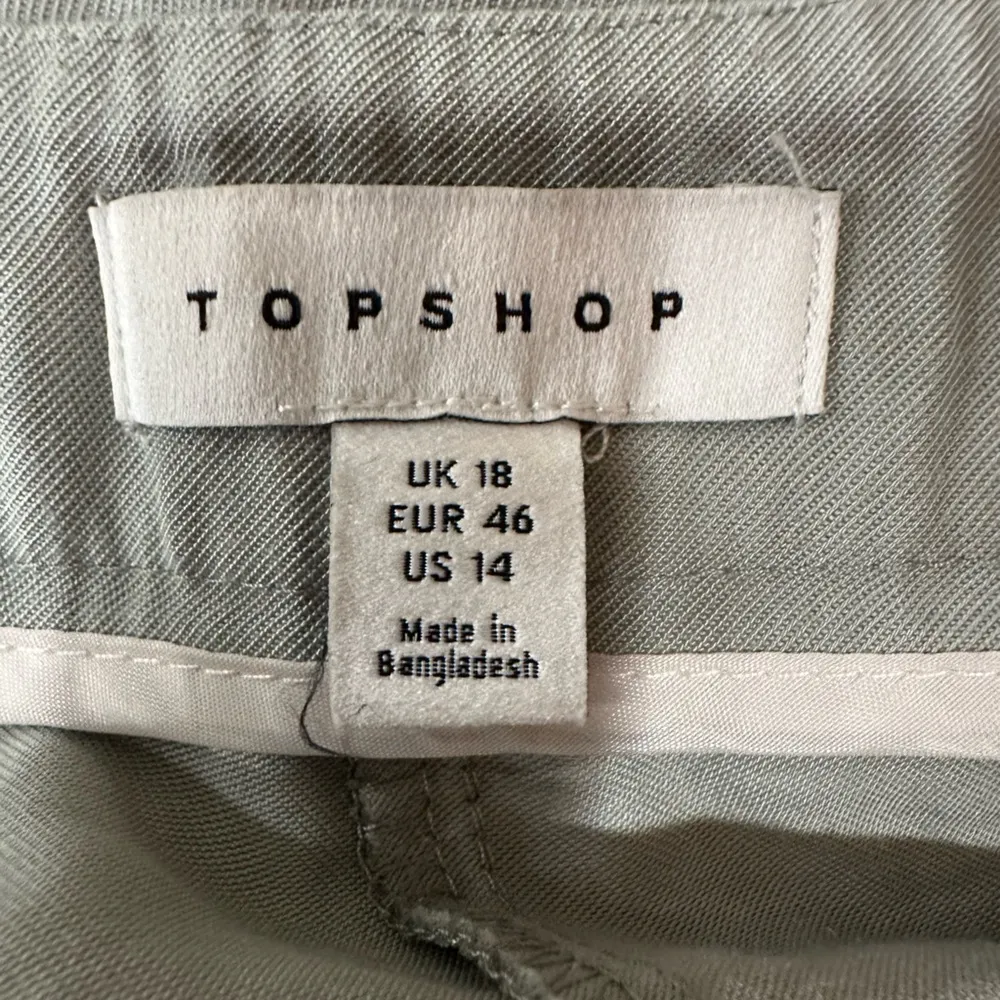 TOPSHOP
UK 18
EUR 46
US 14
Made in
Bangladesh